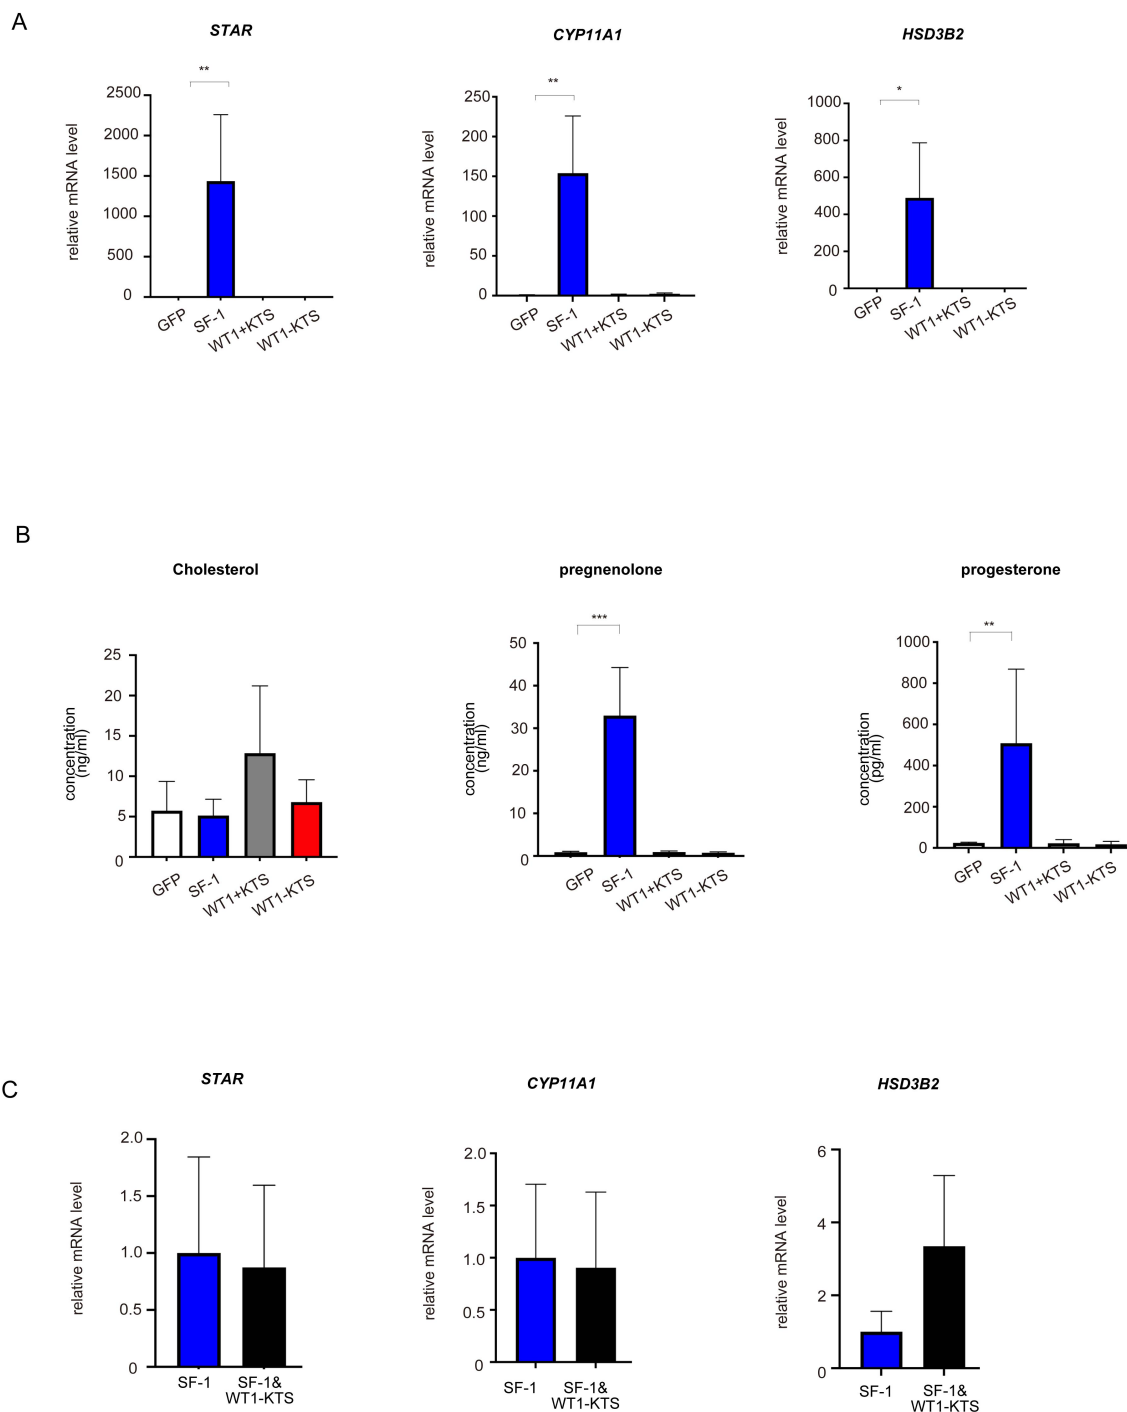 A
STAR
**
2500
2000
1500
1000
500
0
relative mRNA level
GFP
SF-1
WT1+KTS
WT1-KTS
CYP11A1
**
250
200
150
100
50
0
relative mRNA level
GFP
SF-1
WT1+KTS
WT1-KTS
HSD3B2
*
1000
800
600
400
200
0
relative mRNA level
GFP
SF-1
WT1+KTS
WT1-KTS
B
Cholesterol
25
20
15
10
5
0
concentration
(ng/ml)
GFP
SF-1
WT1+KTS
WT1-KTS
pregnenolone
***
50
40
30
20
10
0
concentration
(ng/ml)
GFP
SF-1
WT1+KTS
WT1-KTS
progesterone
**
1000
800
600
400
200
0
concentration
(pg/ml)
GFP
SF-1
WT1+KTS
WT1-KTS
C
STAR
2.0
1.5
1.0
0.5
0
relative mRNA level
SF-1
SF-1&
WT1-KTS
CYP11A1
2.0
1.5
1.0
0.5
0
relative mRNA level
SF-1
SF-1&
WT1-KTS
HSD3B2
6
4
2
0
relative mRNA level
SF-1
SF-1&
WT1-KTS